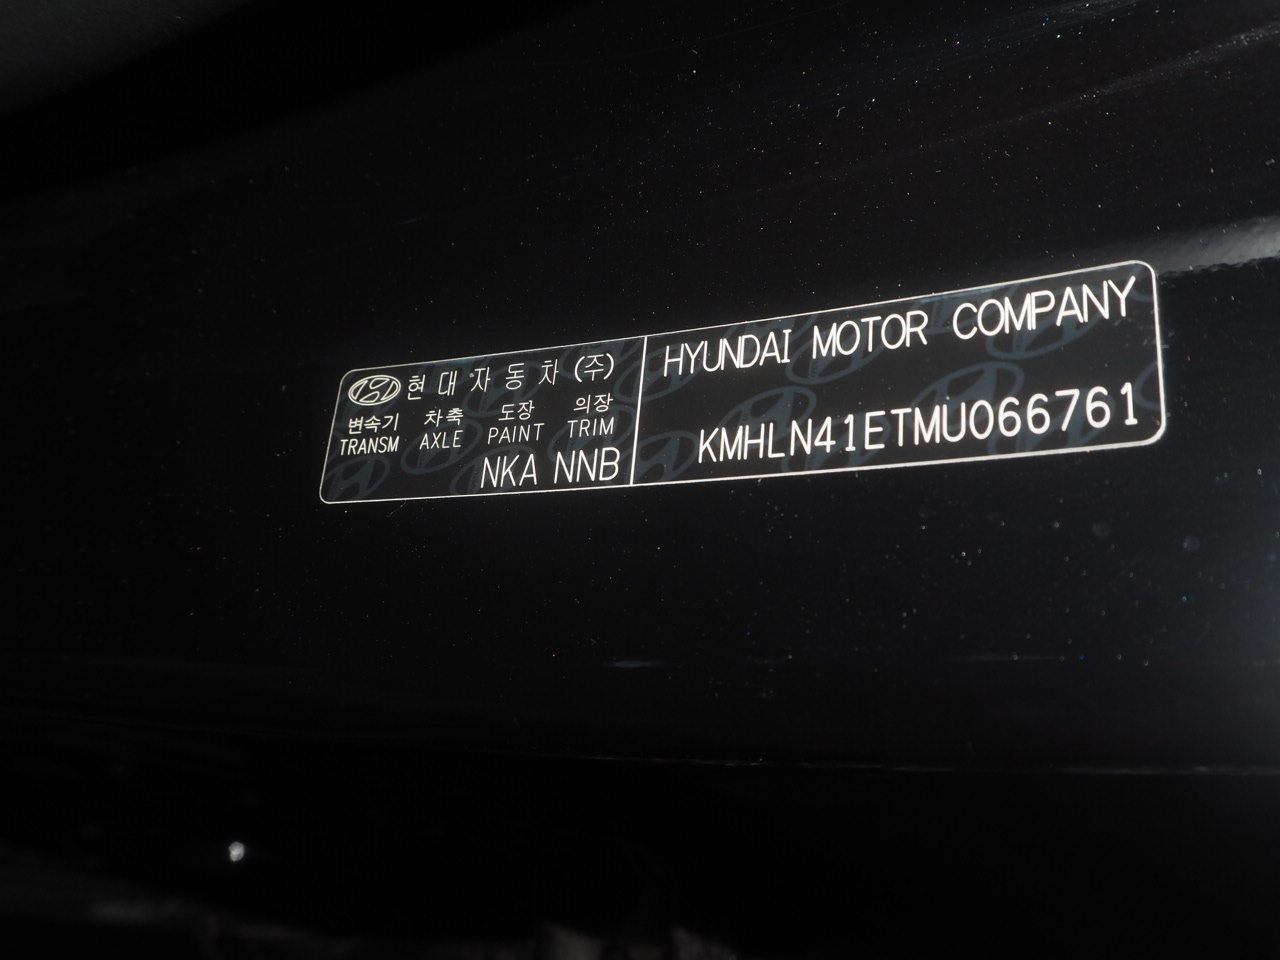 현대자동차(주)
변속기 차축 도장 의장
TRANSM AXLE PAINT TRIM
NKA NNB
HYUNDAI MOTOR COMPANY
KMHLN41ETMU066761